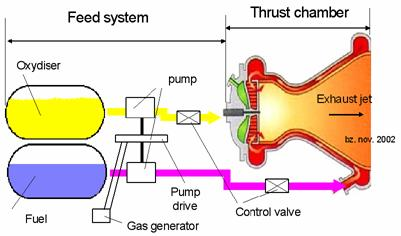 Feed system
Thrust chamber
Oxydiser
pump
Exhaust jet
bz. nov. 2002
Fuel
Pump
drive
Gas generator
Control valve